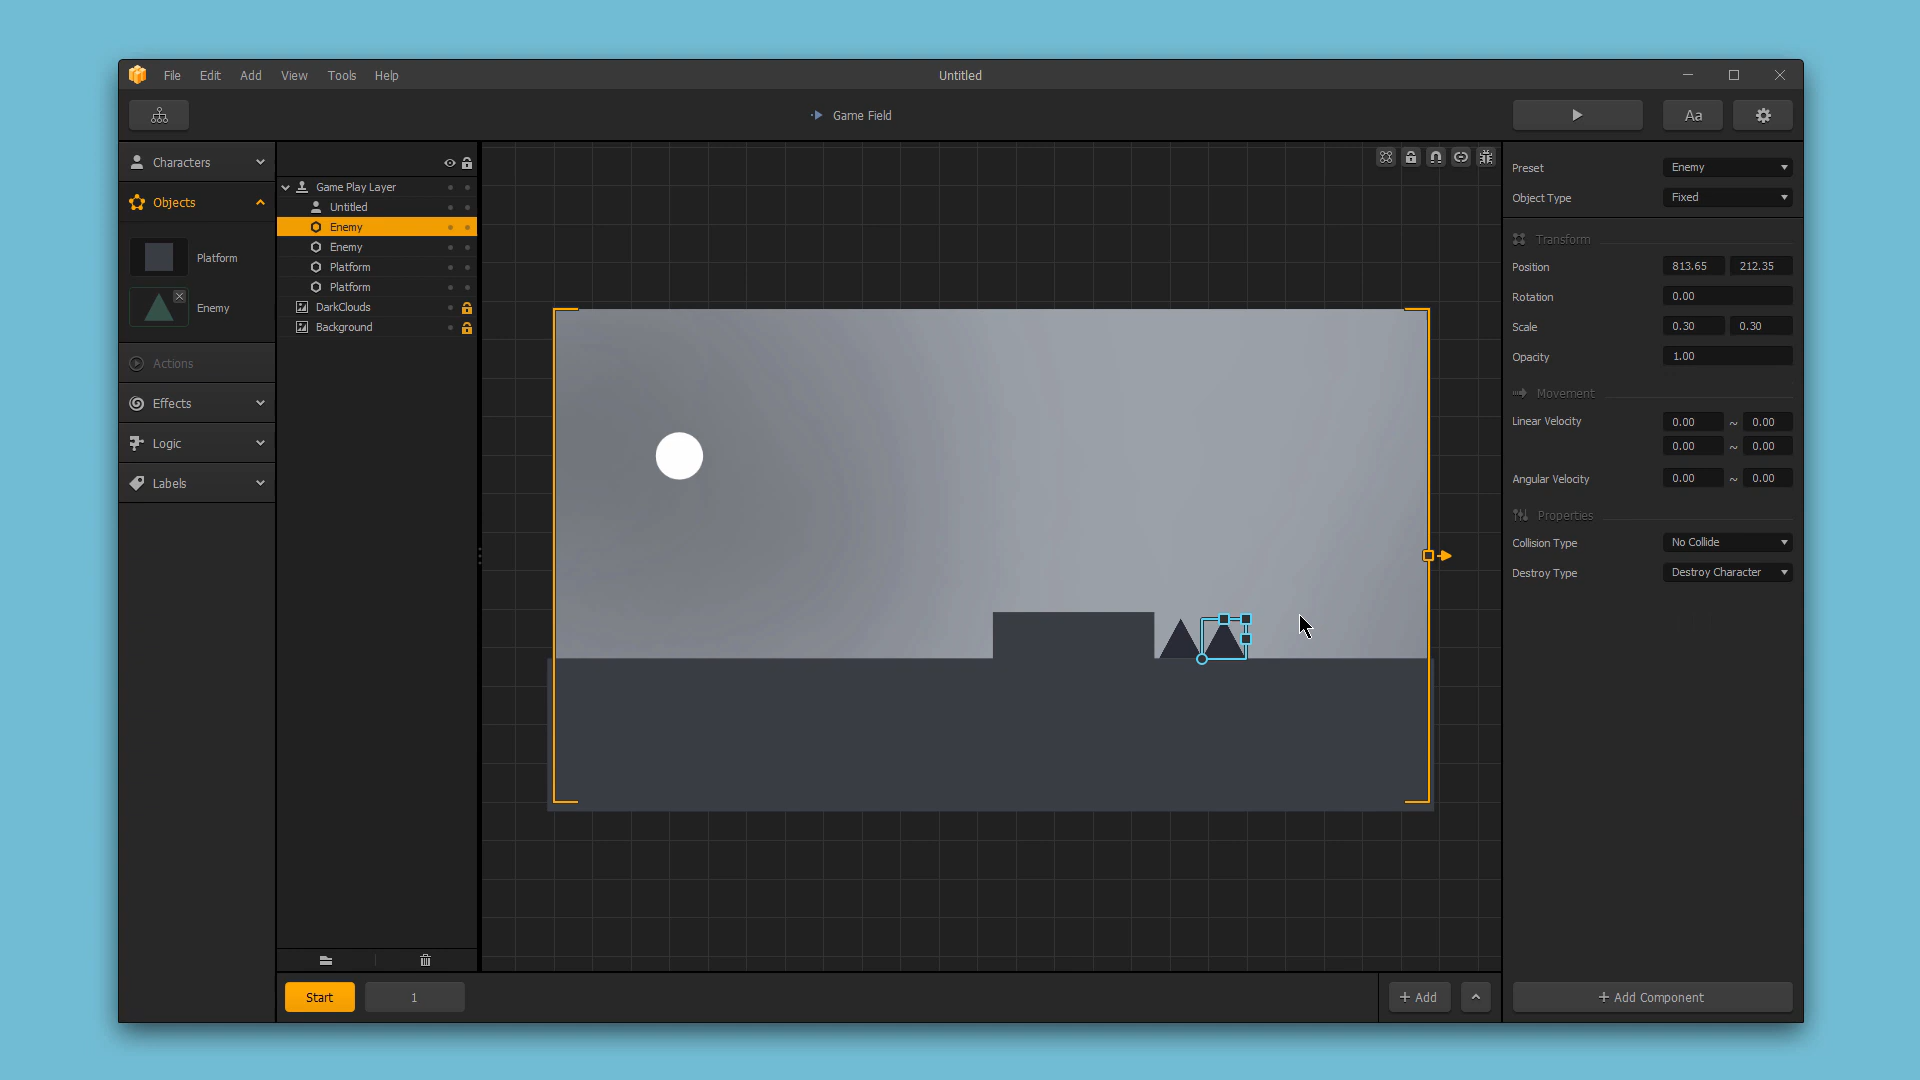 File Edit Add View Tools Help
Untitled
Game Field
Aa
Characters
Objects
Platform
Enemy
Actions
Effects
Logic
Labels
Game Play Layer
Untitled
Enemy
Enemy
Platform
Platform
DarkClouds
Background
Preset Enemy
Object Type Fixed
Transform
Position 813.65 212.35
Rotation 0.00
Scale 0.30 0.30
Opacity 1.00
Movement
Linear Velocity 0.00 ~ 0.00
0.00 ~ 0.00
Angular Velocity 0.00 ~ 0.00
Properties
Collision Type No Collide
Destroy Type Destroy Character
Start 1
+ Add
+ Add Component